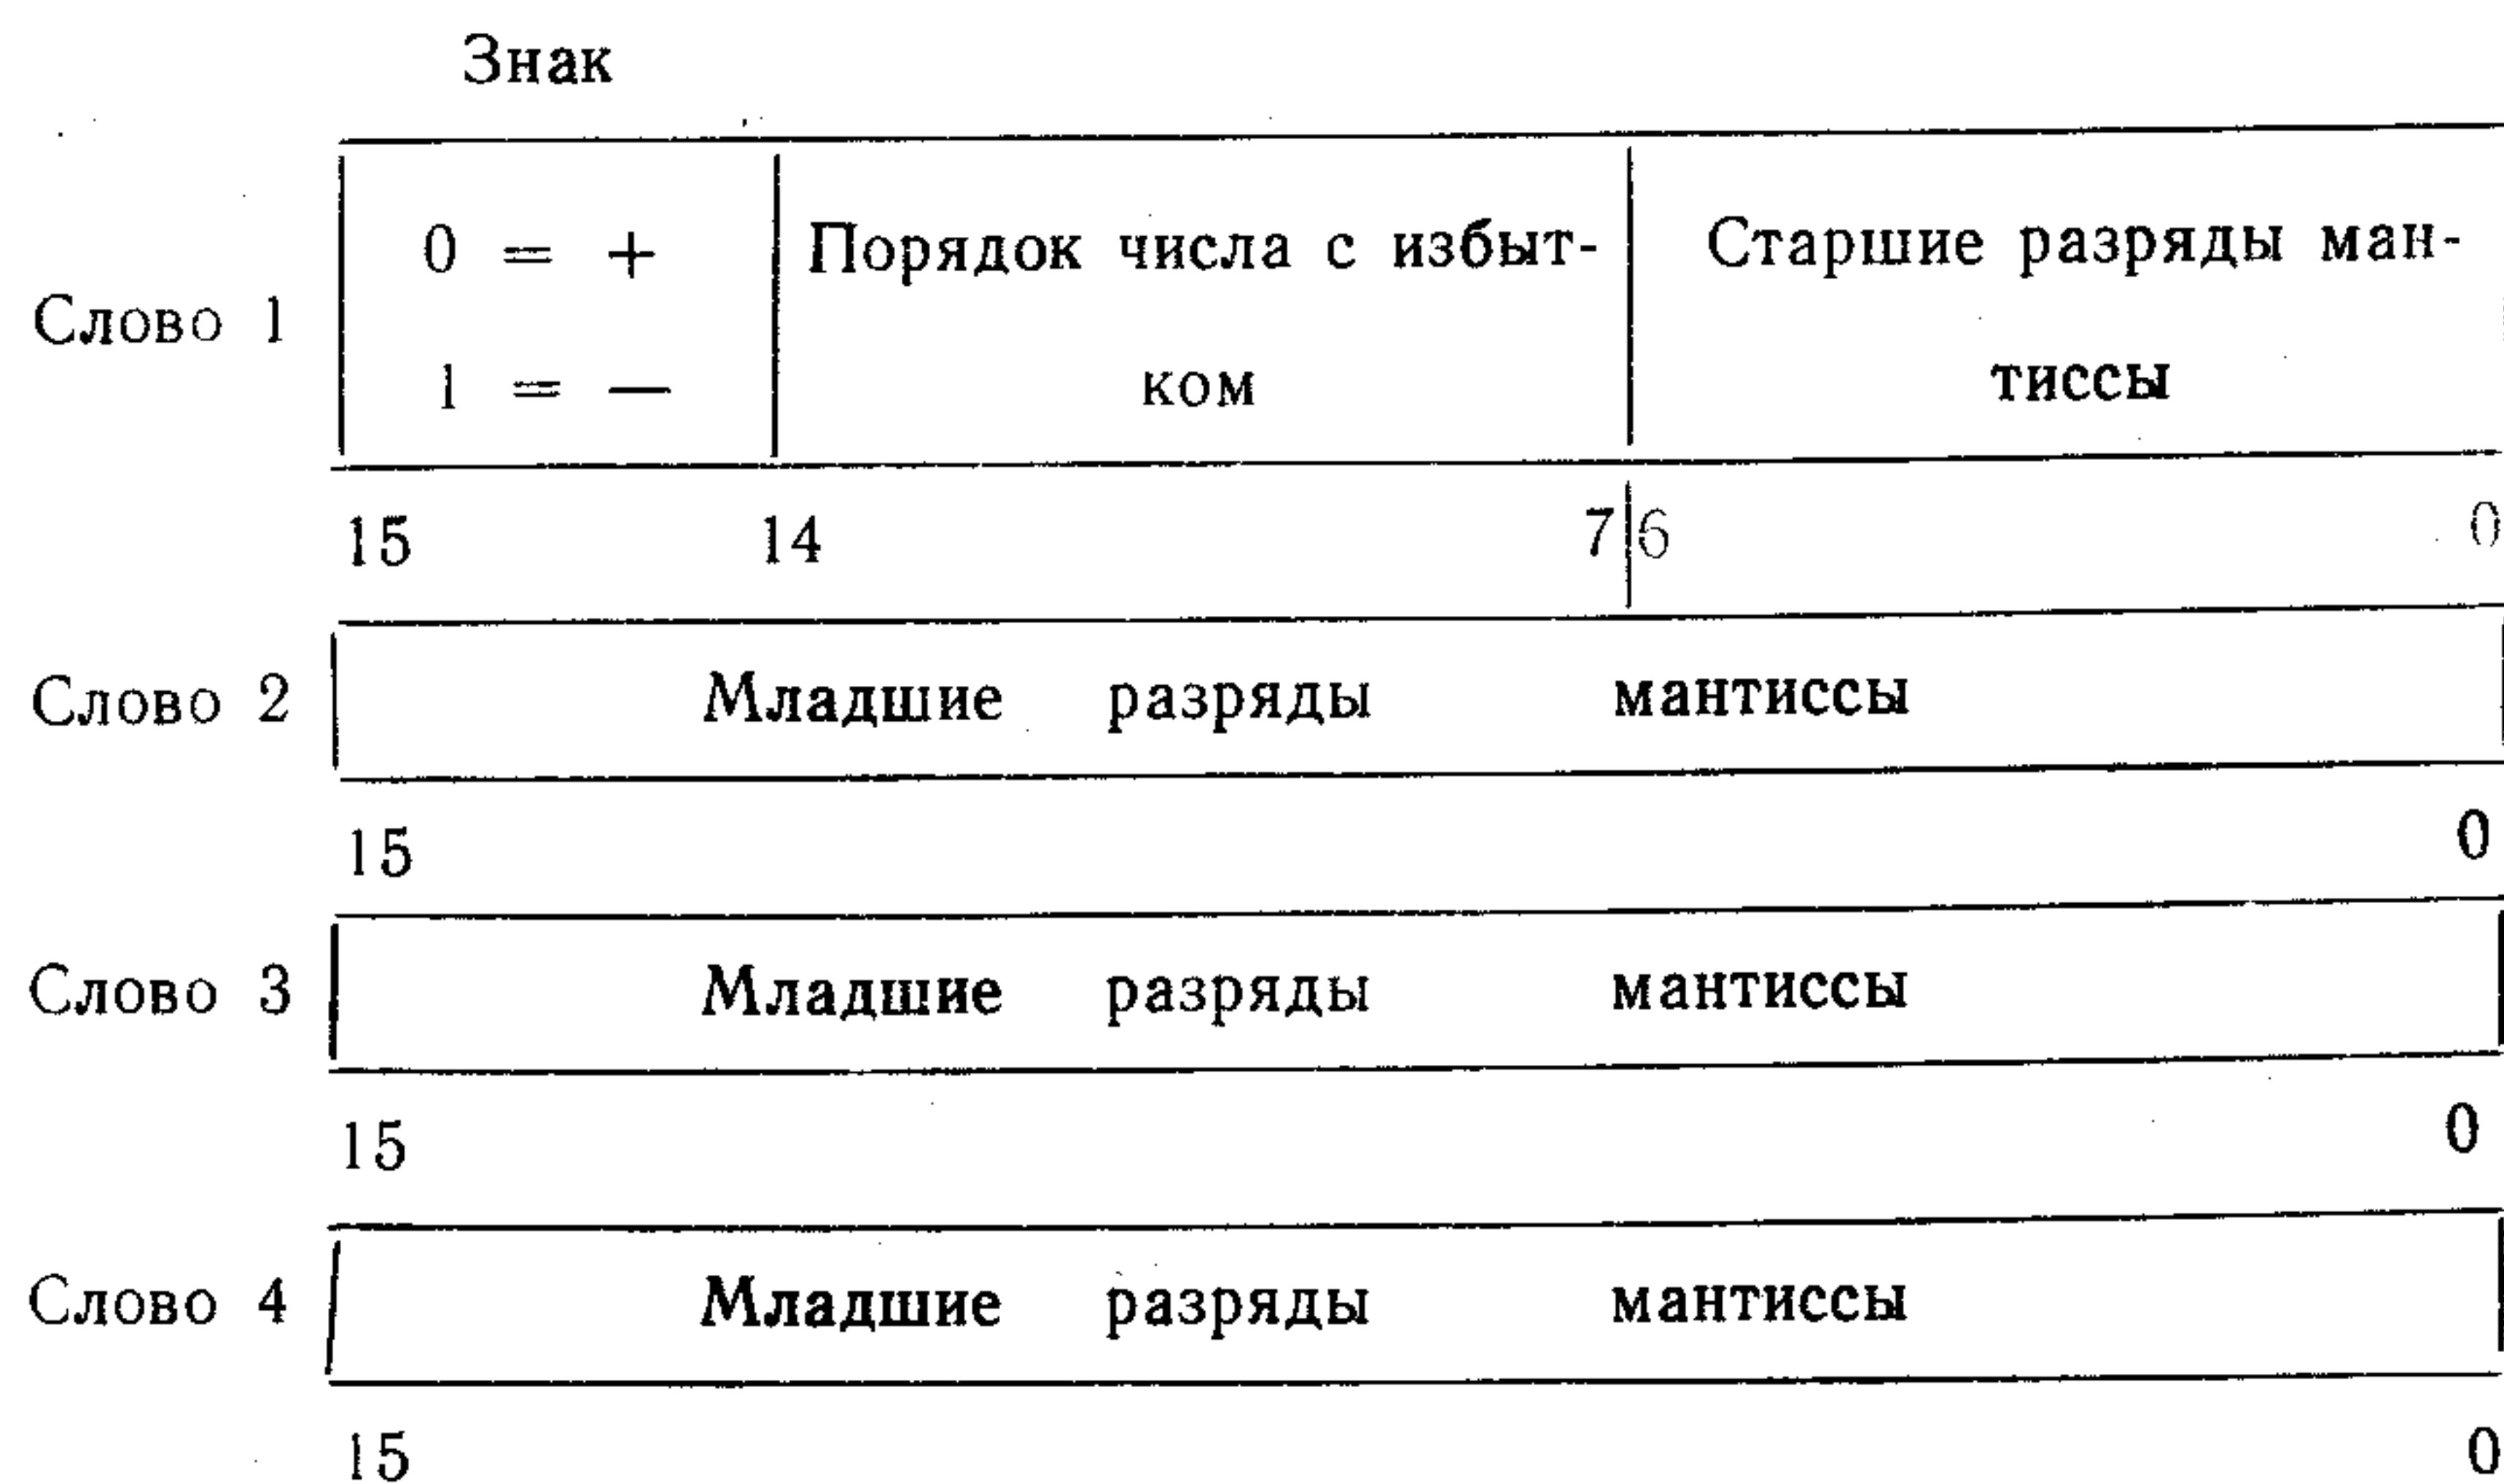 Знак
0 = + Порядок числа с избыт- Старшие разряды ман-
Слово 1
1 = — ком тиссы
15 14 7 6 0
Слово 2 Младшие разряды мантиссы
15 0
Слово 3 Младшие разряды мантиссы
15 0
Слово 4 Младшие разряды мантиссы
15 0